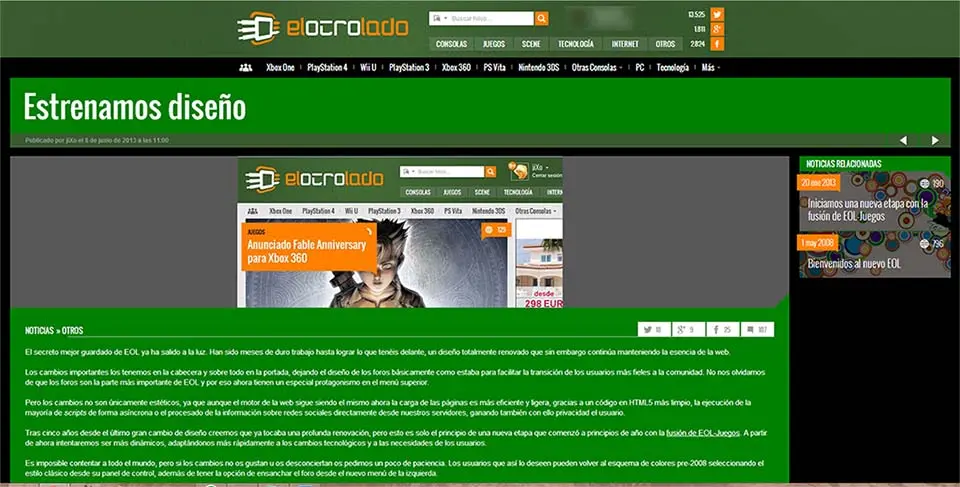 elotrolado
Buscar hilos...
13.525
1.811
2.824
CONSOLAS JUEGOS SCENE TECNOLOGÍA INTERNET OTROS
Xbox One PlayStation 4 Wii U PlayStation 3 Xbox 360 PS Vita Nintendo 3DS Otras Consolas PC Tecnología Más
Estrenamos diseño
Publicado por jiXo el 8 de junio de 2013 a las 11:00
elotrolado
Buscar hilos...
jiXo
Cerrar sesión
CONSOLAS JUEGOS SCENE TECNOLOGÍA INTERN
Xbox One PlayStation 4 Wii U PlayStation 3 Xbox 360 PS Vita Nintendo 3DS Otras Consolas
JUEGOS
125
Anunciado Fable Anniversary
para Xbox 360
desde
298 EUR
NOTICIAS RELACIONADAS
20 ene 2013
190
Iniciamos una nueva etapa con la
fusión de EOL-Juegos
1 may 2008
796
Bienvenidos al nuevo EOL
NOTICIAS » OTROS
9 25 107
El secreto mejor guardado de EOL ya ha salido a la luz. Han sido meses de duro trabajo hasta lograr lo que tenéis delante, un diseño totalmente renovado que sin embargo continúa manteniendo la esencia de la web.
Los cambios importantes los tenemos en la cabecera y sobre todo en la portada, dejando el diseño de los foros básicamente como estaba para facilitar la transición de los usuarios más fieles a la comunidad. No nos olvidamos
de que los foros son la parte más importante de EOL y por eso ahora tienen un especial protagonismo en el menú superior.
Pero los cambios no son únicamente estéticos, ya que aunque el motor de la web sigue siendo el mismo ahora la carga de las páginas es más eficiente y ligera, gracias a un código en HTML5 más limpio, la ejecución de la
mayoría de scripts de forma asíncrona o el procesado de la información sobre redes sociales directamente desde nuestros servidores, ganando también con ello privacidad el usuario.
Tras cinco años desde el último gran cambio de diseño creemos que ya tocaba una profunda renovación, pero esto es solo el principio de una nueva etapa que comenzó a principios de año con la fusión de EOL-Juegos. A partir
de ahora intentaremos ser más dinámicos, adaptándonos más rápidamente a los cambios tecnológicos y a las necesidades de los usuarios.
Es imposible contentar a todo el mundo, pero si los cambios no os gustan u os desconciertan os pedimos un poco de paciencia. Los usuarios que así lo deseen pueden volver al esquema de colores pre-2008 seleccionando el
estilo clásico desde su panel de control, además de tener la opción de ensanchar el foro desde el nuevo menú de la izquierda.